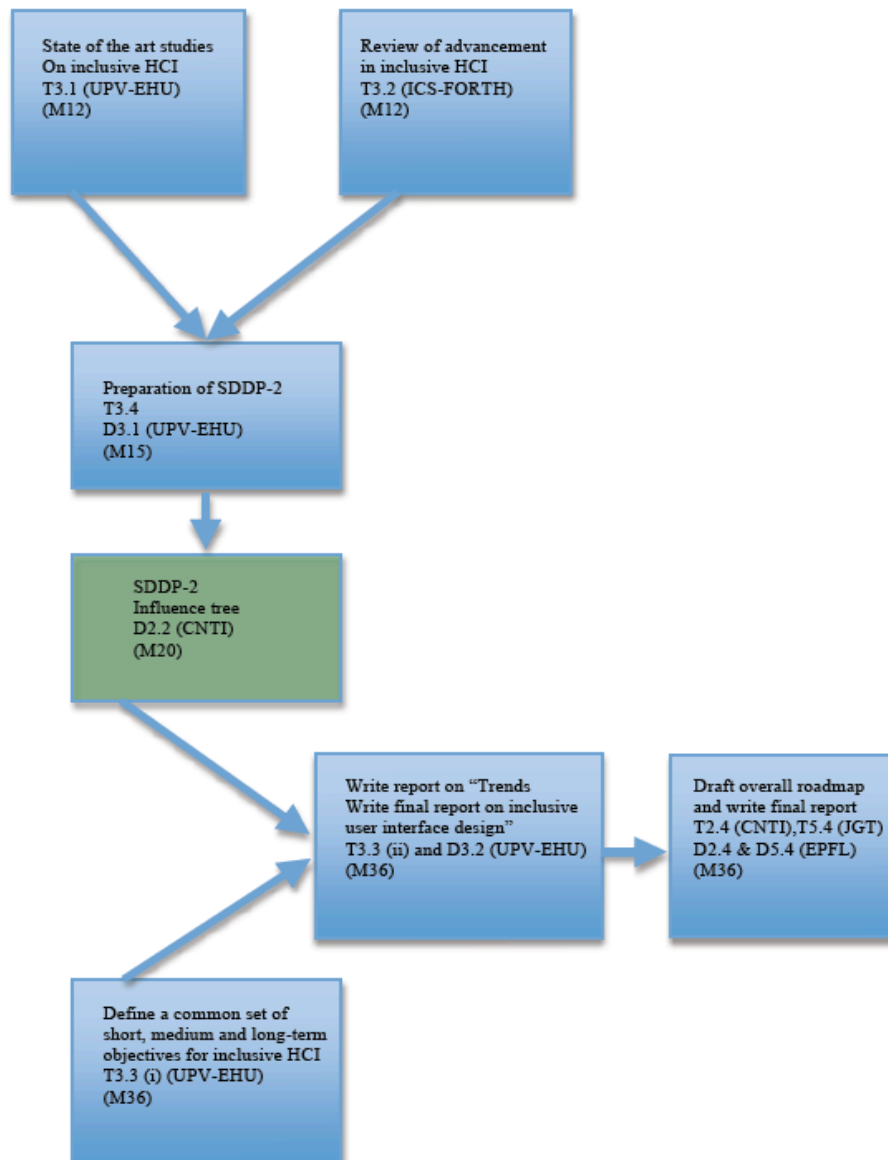 State of the art studies
On inclusive HCI
T3.1 (UPV-EHU)
(M12)
Review of advancement
in inclusive HCI
T3.2 (ICS-FORTH)
(M12)
Preparation of SDDP-2
T3.4
D3.1 (UPV-EHU)
(M15)
SDDP-2
Influence tree
D2.2 (CNTI)
(M20)
Write report on “Trends
Write final report on inclusive
user interface design”
T3.3 (ii) and D3.2 (UPV-EHU)
(M36)
Draft overall roadmap
and write final report
T2.4 (CNTI),T5.4 (JGT)
D2.4 & D5.4 (EPFL)
(M36)
Define a common set of
short, medium and long-term
objectives for inclusive HCI
T3.3 (i) (UPV-EHU)
(M36)